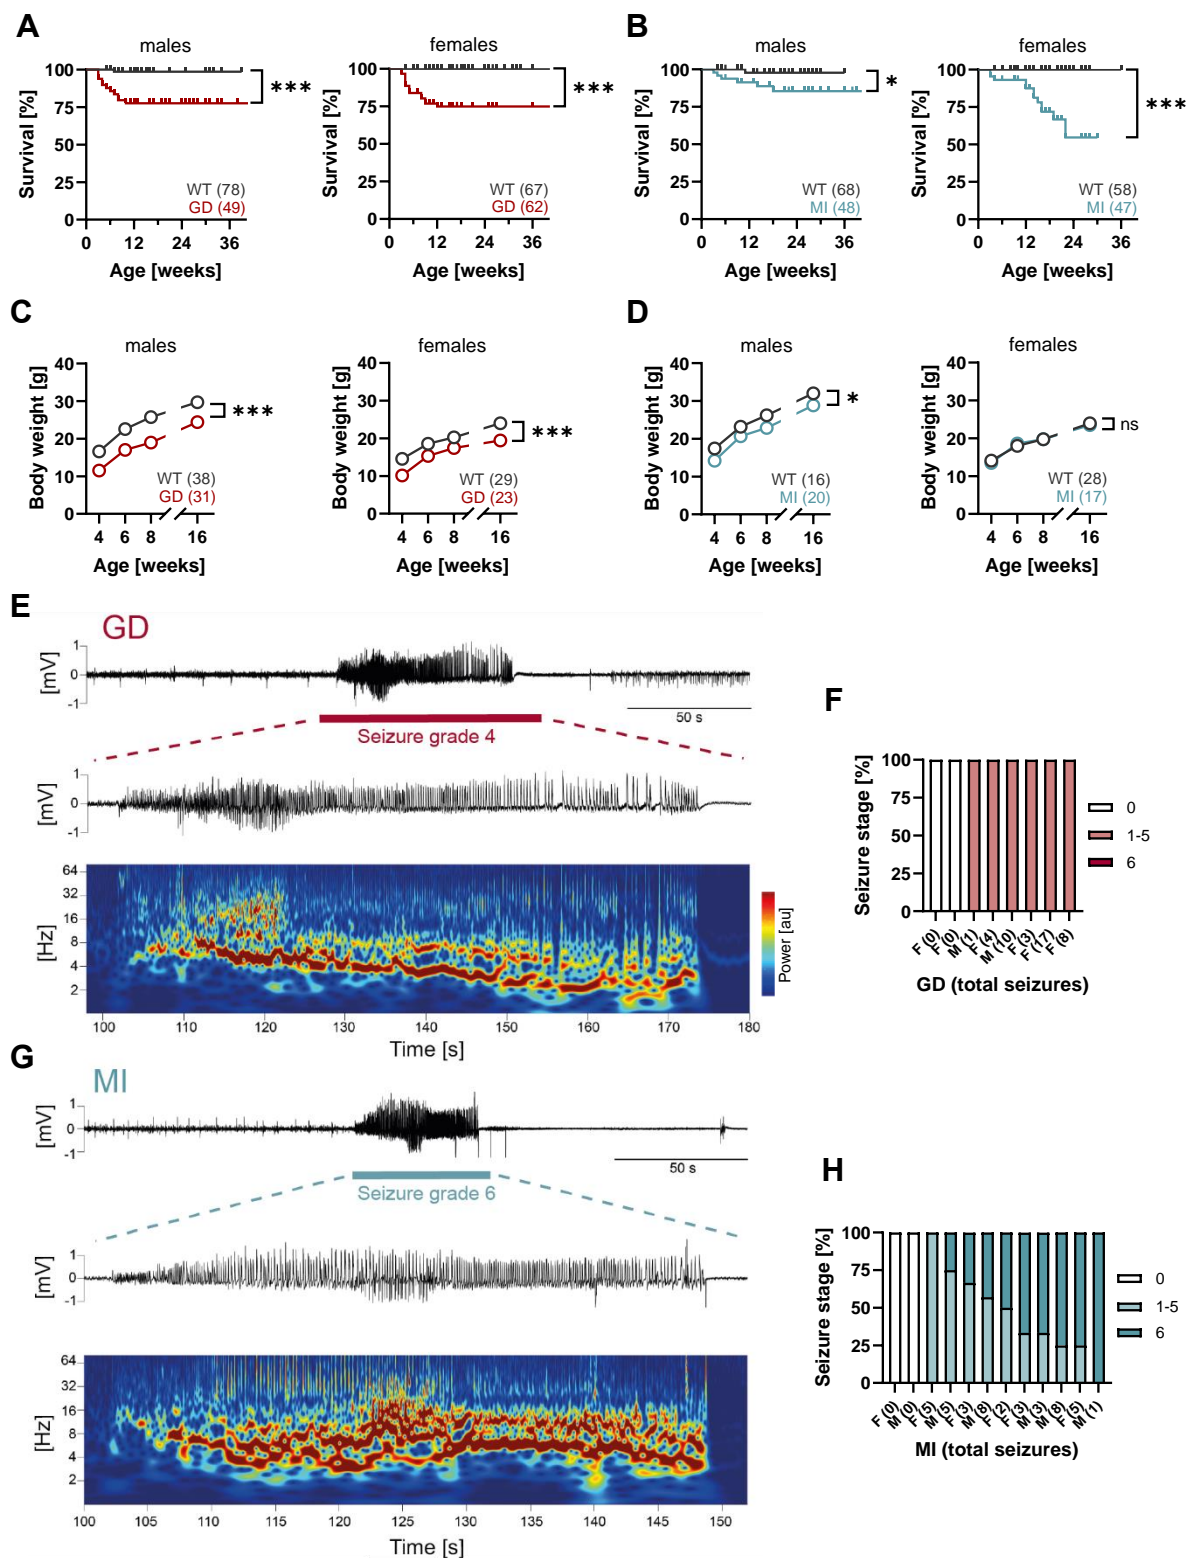 A
males
females
B
males
females
Survival [%]
100
75
50
25
0
WT (78)
GD (49)
***
0 12 24 36
Age [weeks]
Survival [%]
100
75
50
25
0
WT (67)
GD (62)
***
0 12 24 36
Age [weeks]
Survival [%]
100
75
50
25
0
WT (68)
MI (48)
*
0 12 24 36
Age [weeks]
Survival [%]
100
75
50
25
0
WT (58)
MI (47)
***
0 12 24 36
Age [weeks]
C
males
females
D
males
females
Body weight [g]
40
30
20
10
0
WT (38)
GD (31)
***
4 6 8 16
Age [weeks]
Body weight [g]
40
30
20
10
0
WT (29)
GD (23)
***
4 6 8 16
Age [weeks]
Body weight [g]
40
30
20
10
0
WT (16)
MI (20)
*
4 6 8 16
Age [weeks]
Body weight [g]
40
30
20
10
0
WT (28)
MI (17)
ns
4 6 8 16
Age [weeks]
E
GD
[mV]
1
0
-1
50 s
Seizure grade 4
[mV]
1
0
-1
[Hz]
64
32
16
8
4
2
Power [au]
100 110 120 130 140 150 160 170 180
Time [s]
F
Seizure stage [%]
100
75
50
25
0
0
1-5
6
F (0) F (0) M (1) F (4) M (10) F (3) F (17) F (8)
GD (total seizures)
G
MI
[mV]
1
0
-1
50 s
Seizure grade 6
[mV]
1
0
-1
[Hz]
64
32
16
8
4
2
100 105 110 115 120 125 130 135 140 145 150
Time [s]
H
Seizure stage [%]
100
75
50
25
0
0
1-5
6
F (0) M (0) F (5) M (5) F (3) M (8) F (2) F (3) M (3) M (8) F (5) M (1)
MI (total seizures)